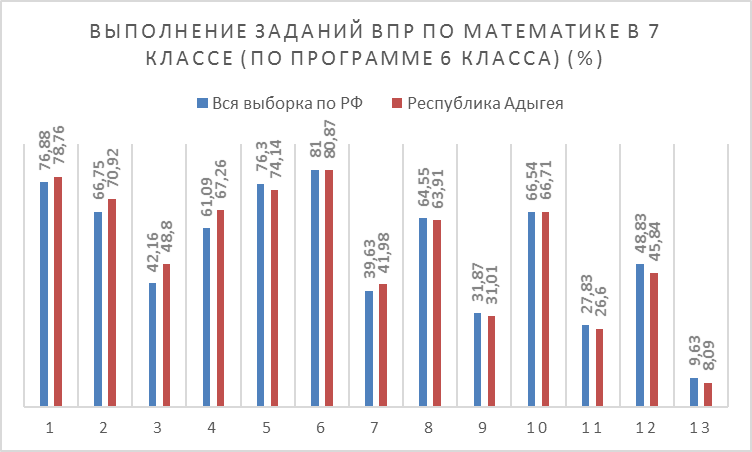 ВЫПОЛНЕНИЕ ЗАДАНИЙ ВПР ПО МАТЕМАТИКЕ В 7
КЛАССЕ (ПО ПРОГРАММЕ 6 КЛАССА) (%)
Вся выборка по РФ Республика Адыгея
76,88 78,76 66,75 70,92 42,16 48,8 61,09 67,26 76,3 74,14 81 80,87 39,63 41,98 64,55 63,91 31,87 31,01 66,54 66,71 27,83 26,6 48,83 45,84 9,63 8,09
1 2 3 4 5 6 7 8 9 10 11 12 13